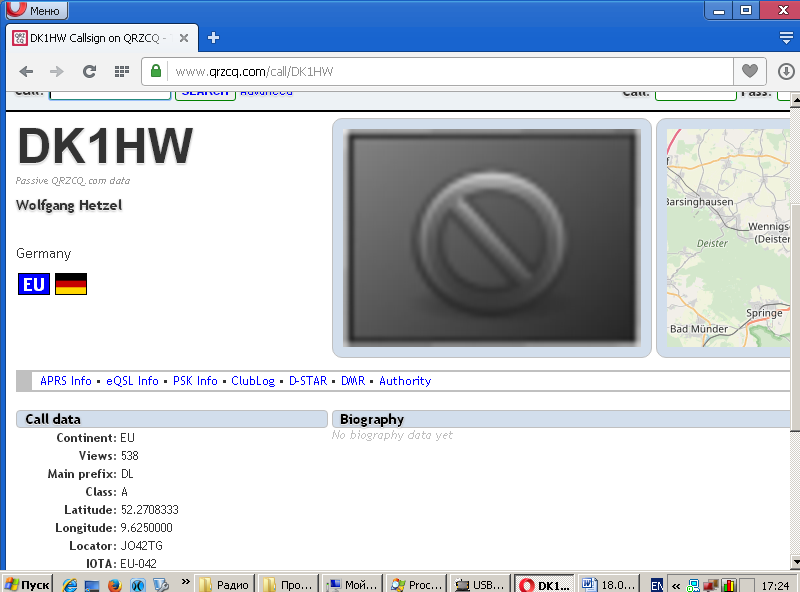 Меню
DK1HW Callsign on QRZCQ -
www.qrzcq.com/call/DK1HW
Call: SEARCH Advanced Call: Pass:
DK1HW
Passive QRZCQ.com data
Wolfgang Hetzel
Germany
EU
Barsinghausen
Wennigs
(Deister
Deister
Springe
Bad Münder
APRS Info • eQSL Info • PSK Info • ClubLog • D-STAR • DMR • Authority
Call data
Continent: EU
Views: 538
Main prefix: DL
Class: A
Latitude: 52.2708333
Longitude: 9.6250000
Locator: JO42TG
IOTA: EU-042
Biography
No biography data yet
Пуск » Радио Про... Мой... Proc... USB... DK1... 18.0... EN « 17:24